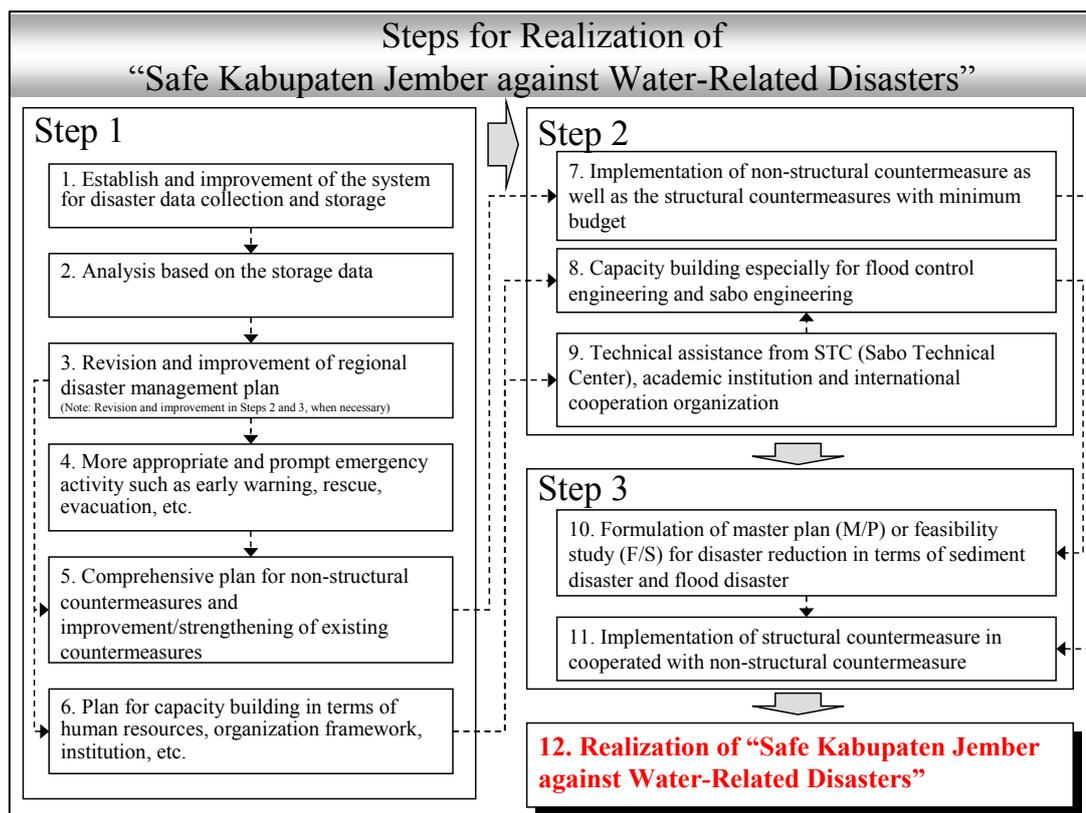 Steps for Realization of
“Safe Kabupaten Jember against Water-Related Disasters”
Step 1
1. Establish and improvement of the system
for disaster data collection and storage
2. Analysis based on the storage data
3. Revision and improvement of regional
disaster management plan
(Note: Revision and improvement in Steps 2 and 3, when necessary)
4. More appropriate and prompt emergency
activity such as early warning, rescue,
evacuation, etc.
5. Comprehensive plan for non-structural
countermeasures and
improvement/strengthening of existing
countermeasures
6. Plan for capacity building in terms of
human resources, organization framework,
institution, etc.
Step 2
7. Implementation of non-structural countermeasure as
well as the structural countermeasures with minimum
budget
8. Capacity building especially for flood control
engineering and sabo engineering
9. Technical assistance from STC (Sabo Technical
Center), academic institution and international
cooperation organization
Step 3
10. Formulation of master plan (M/P) or feasibility
study (F/S) for disaster reduction in terms of sediment
disaster and flood disaster
11. Implementation of structural countermeasure in
cooperated with non-structural countermeasure
12. Realization of “Safe Kabupaten Jember
against Water-Related Disasters”